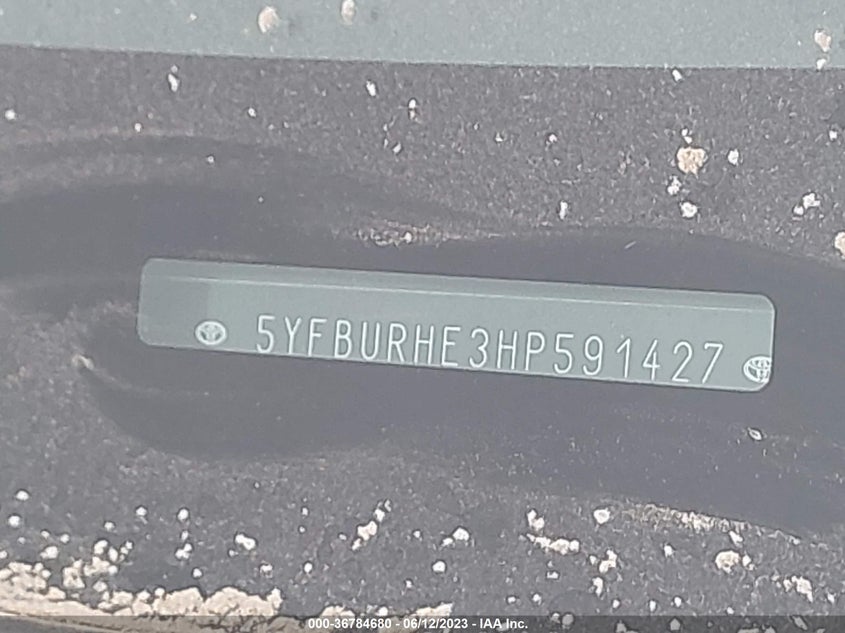 5YFBURHE3HP591427
000-36784680 - 06/12/2023 - IAA Inc.